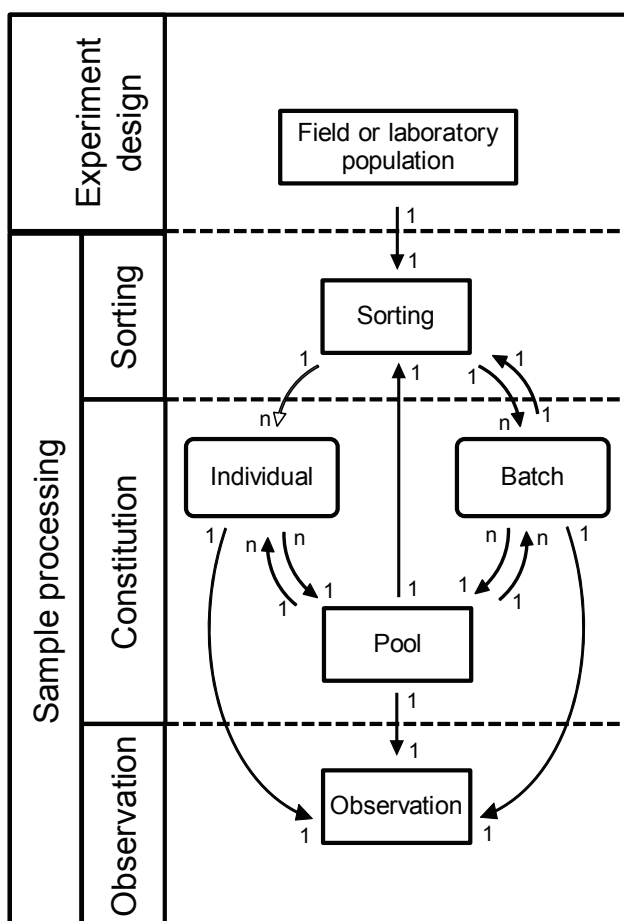 Experiment
design
Field or laboratory
population
1
1
Sample processing
Sorting
Sorting
1
1
1
1
n
n
1
Constitution
Individual
Batch
1
n
n
1
n
n
1
1
1
1
1
Pool
1
Observation
1
Observation
1
1